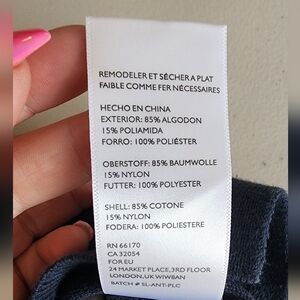 REMODELER ET SÉCHER A PLAT
FAIBLE COMME FER NÉCESSAIRES
HECHO EN CHINA
EXTERIOR: 85% ALGODON
15% POLIAMIDA
FORRO: 100% POLIÉSTER
OBERSTOFF: 85% BAUMWOLLE
15% NYLON
FUTTER: 100% POLYESTER
SHELL: 85% COTONE
15% NYLON
FODERA: 100% POLIESTERE
RN 66170
CA 32054
FOR EU
24 MARKET PLACE, 3RD FLOOR
LONDON, UK W1W8AN
BATCH # SL-ANT-PLC